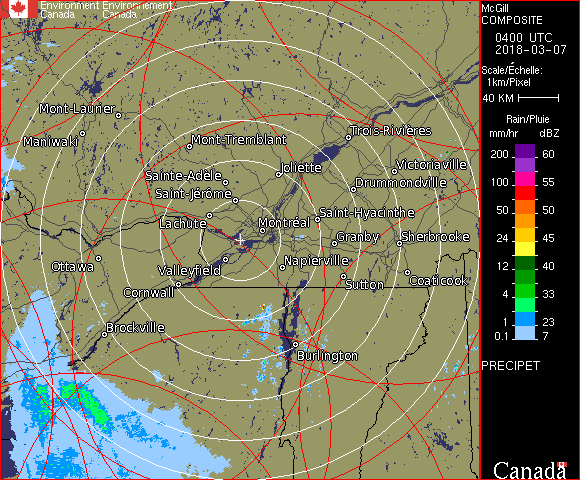 Environment Environnement
Canada Canada
McGill
COMPOSITE
0400 UTC
2018-03-07
Scale/Échelle:
1km/Pixel
40 KM
Rain/Pluie
mm/hr dBZ
200 60
150 57
100 55
50 50
24 45
12 40
4 33
1 23
0.1 7
PRECIPET
Canada
Mont-Laurier
Maniwaki
Mont-Tremblant
Trois-Rivières
Joliette
Victoriaville
Sainte-Adèle
Drummondville
Saint-Jérôme
Lachute
Montréal
Saint-Hyacinthe
Granby
Sherbrooke
Ottawa
Valleyfield
Napierville
Cornwall
Sutton
Coaticook
Brockville
Burlington